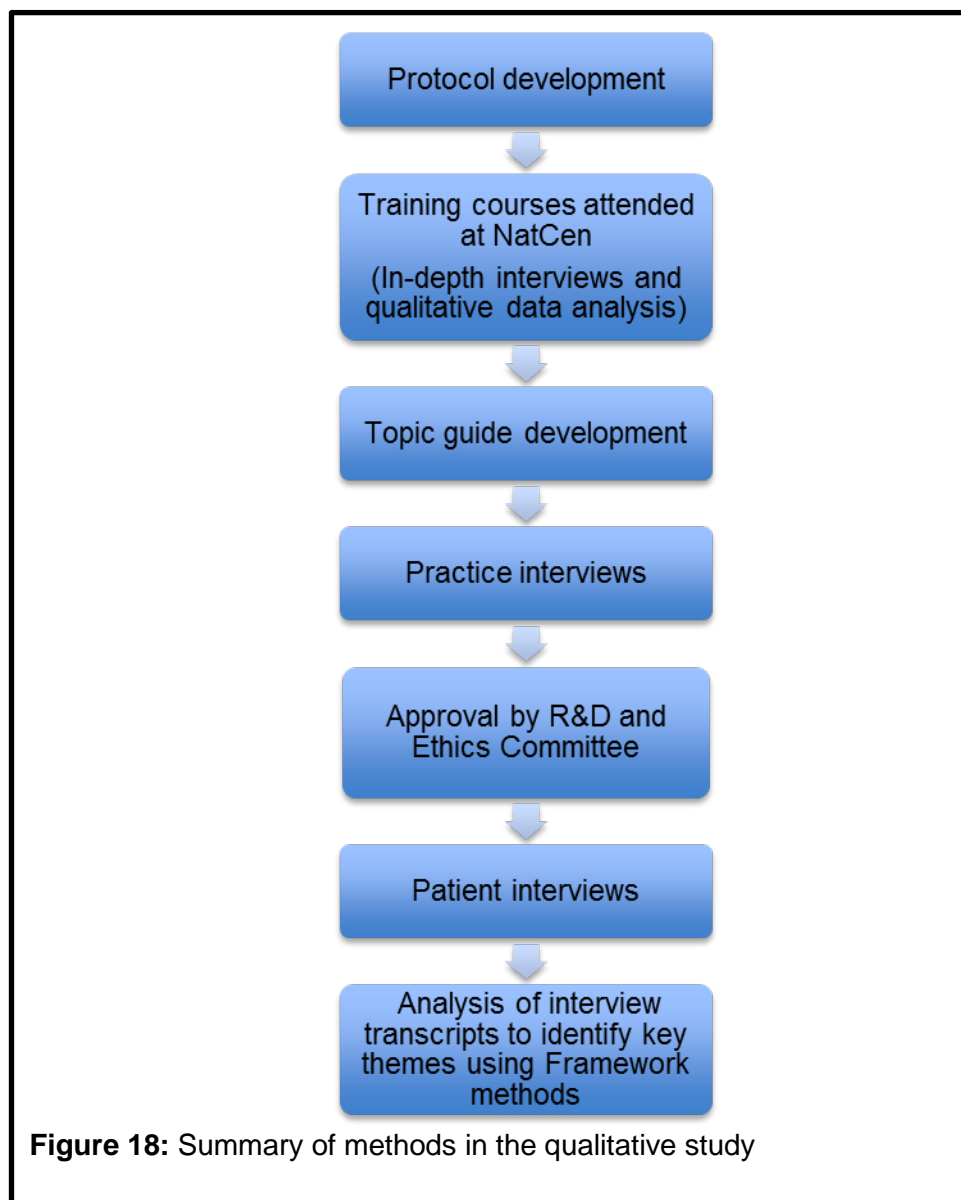 Protocol development
Training courses attended
at NatCen
(In-depth interviews and
qualitative data analysis)
Topic guide development
Practice interviews
Approval by R&D and
Ethics Committee
Patient interviews
Analysis of interview
transcripts to identify key
themes using Framework
methods
Figure 18: Summary of methods in the qualitative study